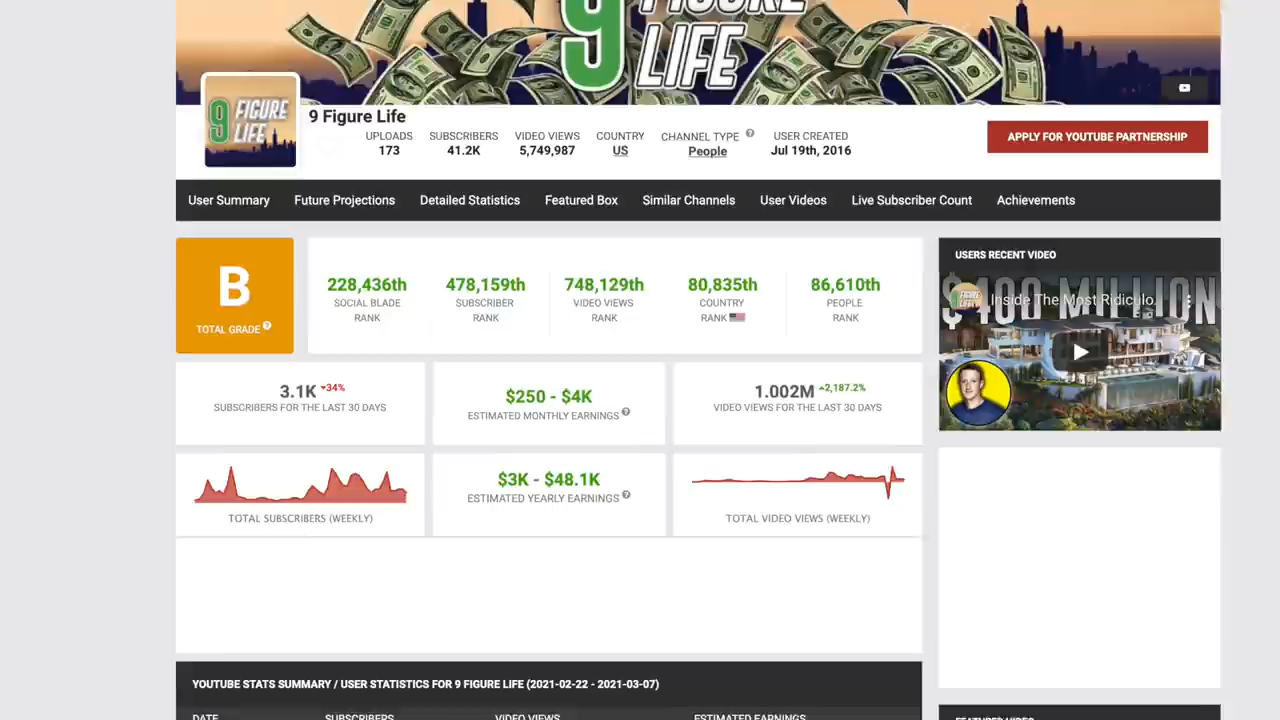 9 FIGURE
LIFE
9 FIGURE
LIFE
9 Figure Life
UPLOADS
173
SUBSCRIBERS
41.2K
VIDEO VIEWS
5,749,987
COUNTRY
US
CHANNEL TYPE
People
USER CREATED
Jul 19th, 2016
APPLY FOR YOUTUBE PARTNERSHIP
User Summary Future Projections Detailed Statistics Featured Box Similar Channels User Videos Live Subscriber Count Achievements
B
TOTAL GRADE
228,436th
SOCIAL BLADE
RANK
478,159th
SUBSCRIBER
RANK
748,129th
VIDEO VIEWS
RANK
80,835th
COUNTRY
RANK
86,610th
PEOPLE
RANK
USERS RECENT VIDEO
$400 MILLION
Inside The Most Ridiculo.
3.1K 34%
SUBSCRIBERS FOR THE LAST 30 DAYS
$250 - $4K
ESTIMATED MONTHLY EARNINGS
1.002M 2,187.2%
VIDEO VIEWS FOR THE LAST 30 DAYS
TOTAL SUBSCRIBERS (WEEKLY)
$3K - $48.1K
ESTIMATED YEARLY EARNINGS
TOTAL VIDEO VIEWS (WEEKLY)
YOUTUBE STATS SUMMARY / USER STATISTICS FOR 9 FIGURE LIFE (2021-02-22 - 2021-03-07)
DATE SUBSCRIBERS VIDEO VIEWS ESTIMATED EARNINGS
FEATURED VIDEO